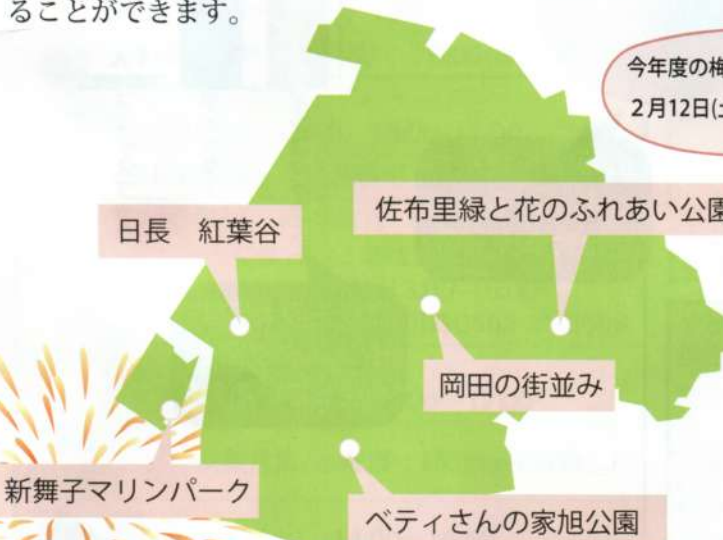 ることができます。
今年度の梅
2月12日(土
佐布里緑と花のふれあい公園
日長 紅葉谷
岡田の街並み
新舞子マリンパーク
ベティさんの家旭公園